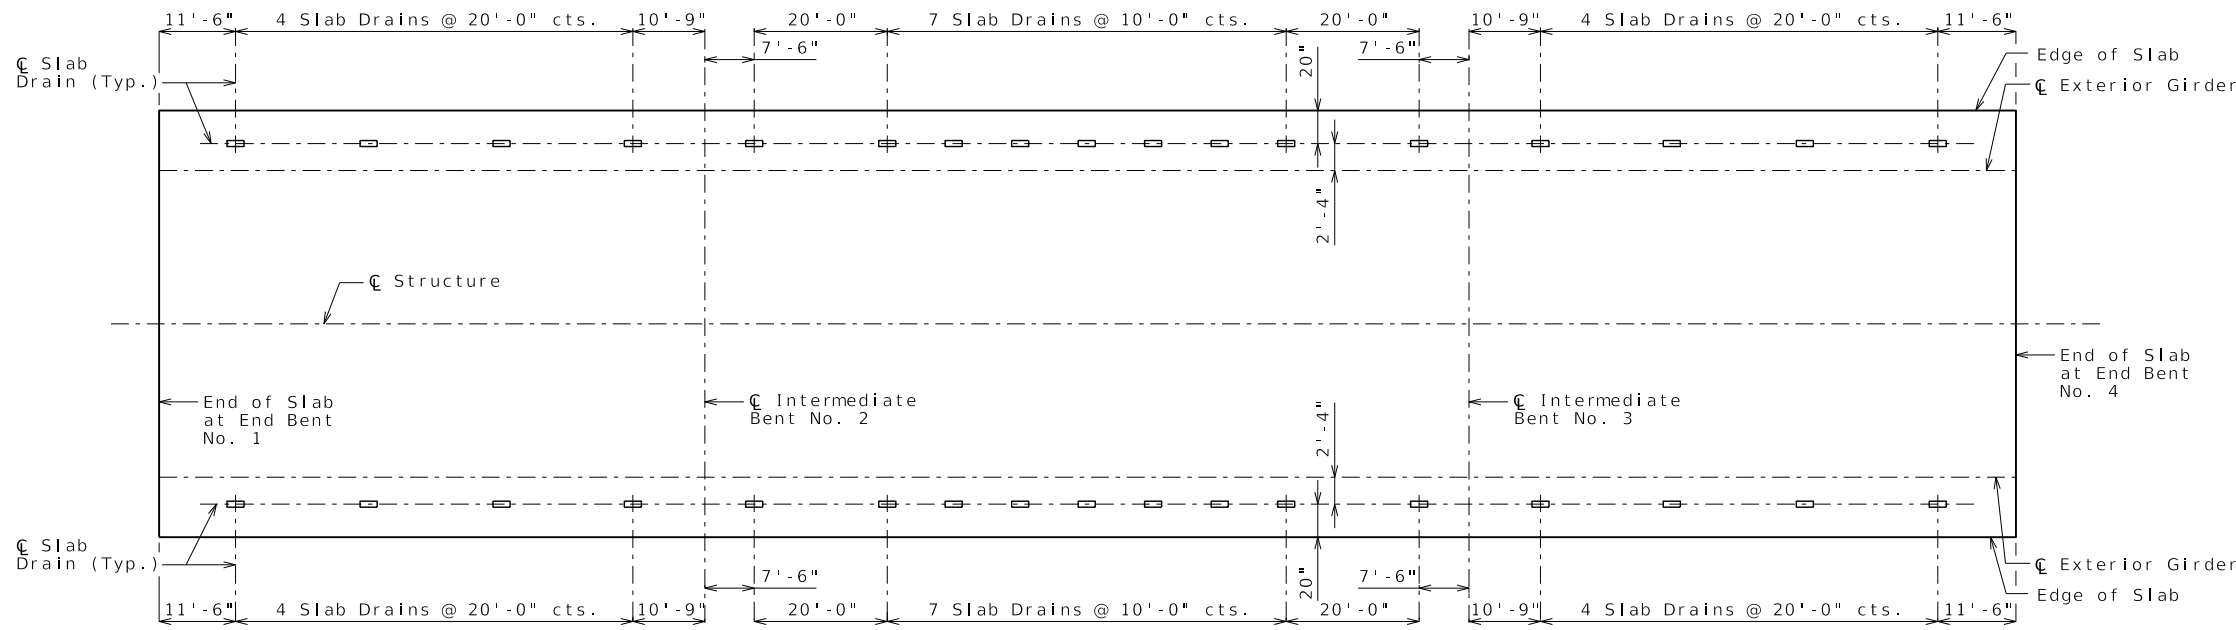 11'-6" 4 Slab Drains @ 20'-0" cts. 10'-9" 20'-0" 7 Slab Drains @ 10'-0" cts. 20'-0" 10'-9" 4 Slab Drains @ 20'-0" cts. 11'-6"
7'-6" 7'-6"
20"
℄ Slab
Drain (Typ.)
Edge of Slab
℄ Exterior Girder
2'-4"
℄ Structure
End of Slab
at End Bent
No. 1
℄ Intermediate
Bent No. 2
℄ Intermediate
Bent No. 3
End of Slab
at End Bent
No. 4
2'-4"
℄ Slab
Drain (Typ.)
7'-6" 7'-6"
20"
℄ Exterior Girder
Edge of Slab
11'-6" 4 Slab Drains @ 20'-0" cts. 10'-9" 20'-0" 7 Slab Drains @ 10'-0" cts. 20'-0" 10'-9" 4 Slab Drains @ 20'-0" cts. 11'-6"